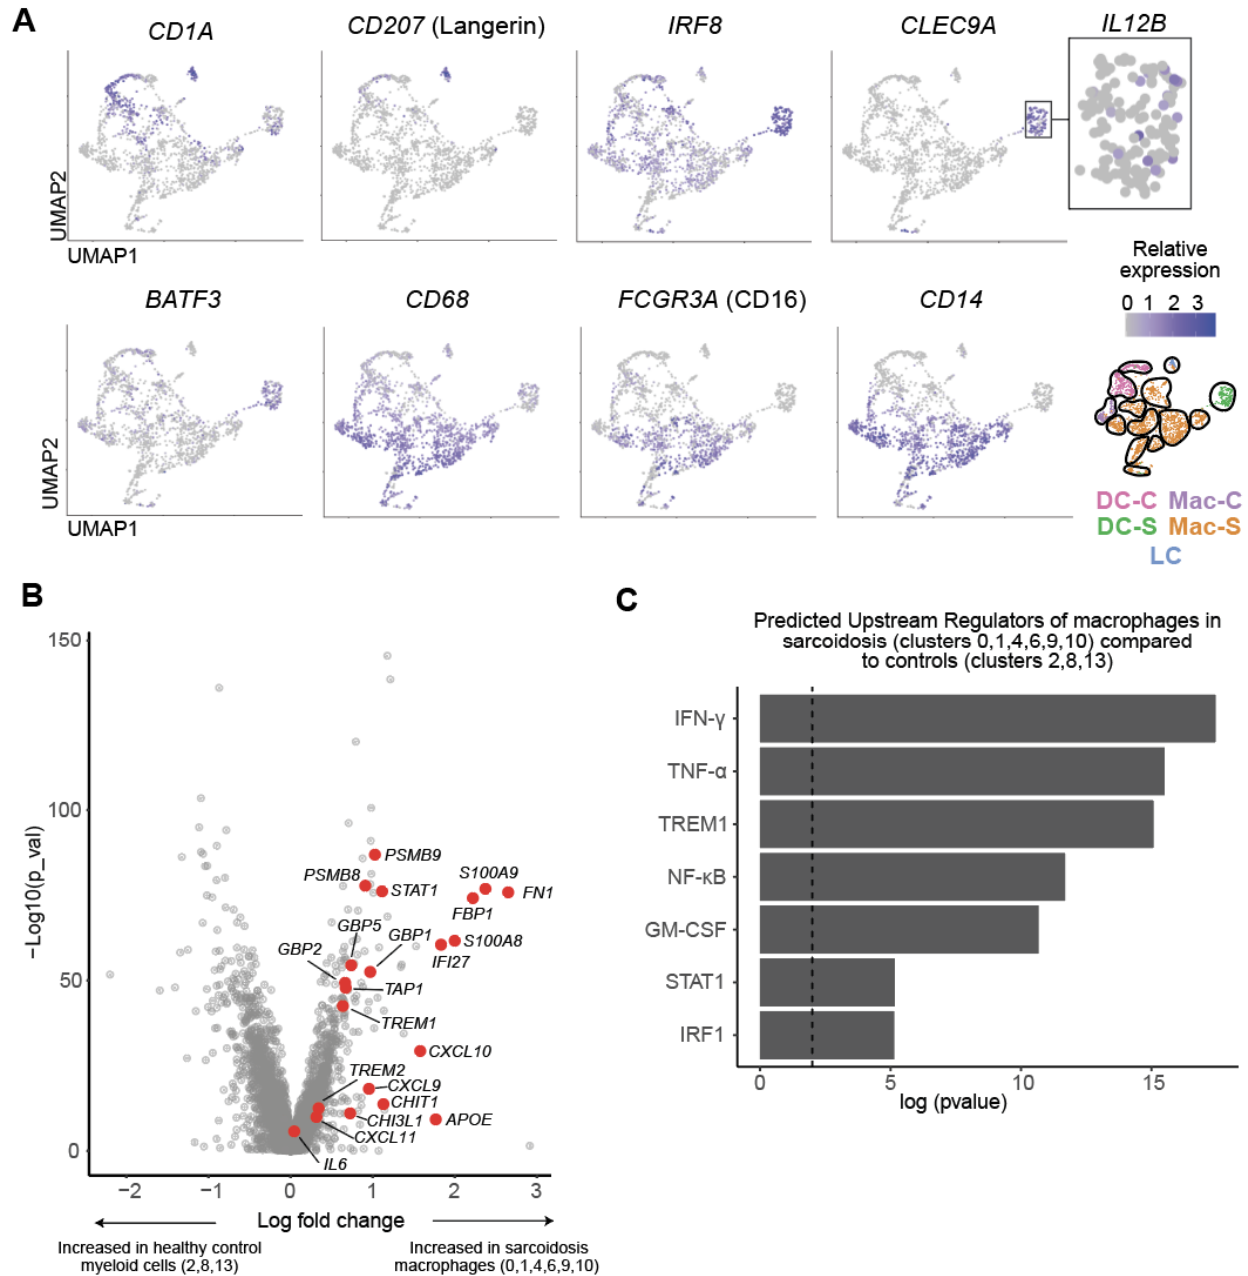 A
CD1A
CD207 (Langerin)
IRF8
CLEC9A
IL12B
UMAP2
UMAP1
Relative
expression
0 1 2 3
BATF3
CD68
FCGR3A (CD16)
CD14
UMAP2
UMAP1
DC-C Mac-C
DC-S Mac-S
LC
B
150
100
50
0
−Log10(p_val)
PSMB9
PSMB8
STAT1
S100A9
FN1
FBP1
GBP5
GBP1
GBP2
S100A8
IFI27
TAP1
TREM1
CXCL10
TREM2
CXCL9
CHIT1
CHI3L1
APOE
CXCL11
IL6
−2 −1 0 1 2 3
Log fold change
Increased in healthy control
myeloid cells (2,8,13)
Increased in sarcoidosis
macrophages (0,1,4,6,9,10)
C
Predicted Upstream Regulators of macrophages in
sarcoidosis (clusters 0,1,4,6,9,10) compared
to controls (clusters 2,8,13)
IFN-γ
TNF-α
TREM1
NF-κB
GM-CSF
STAT1
IRF1
0 5 10 15
log (pvalue)